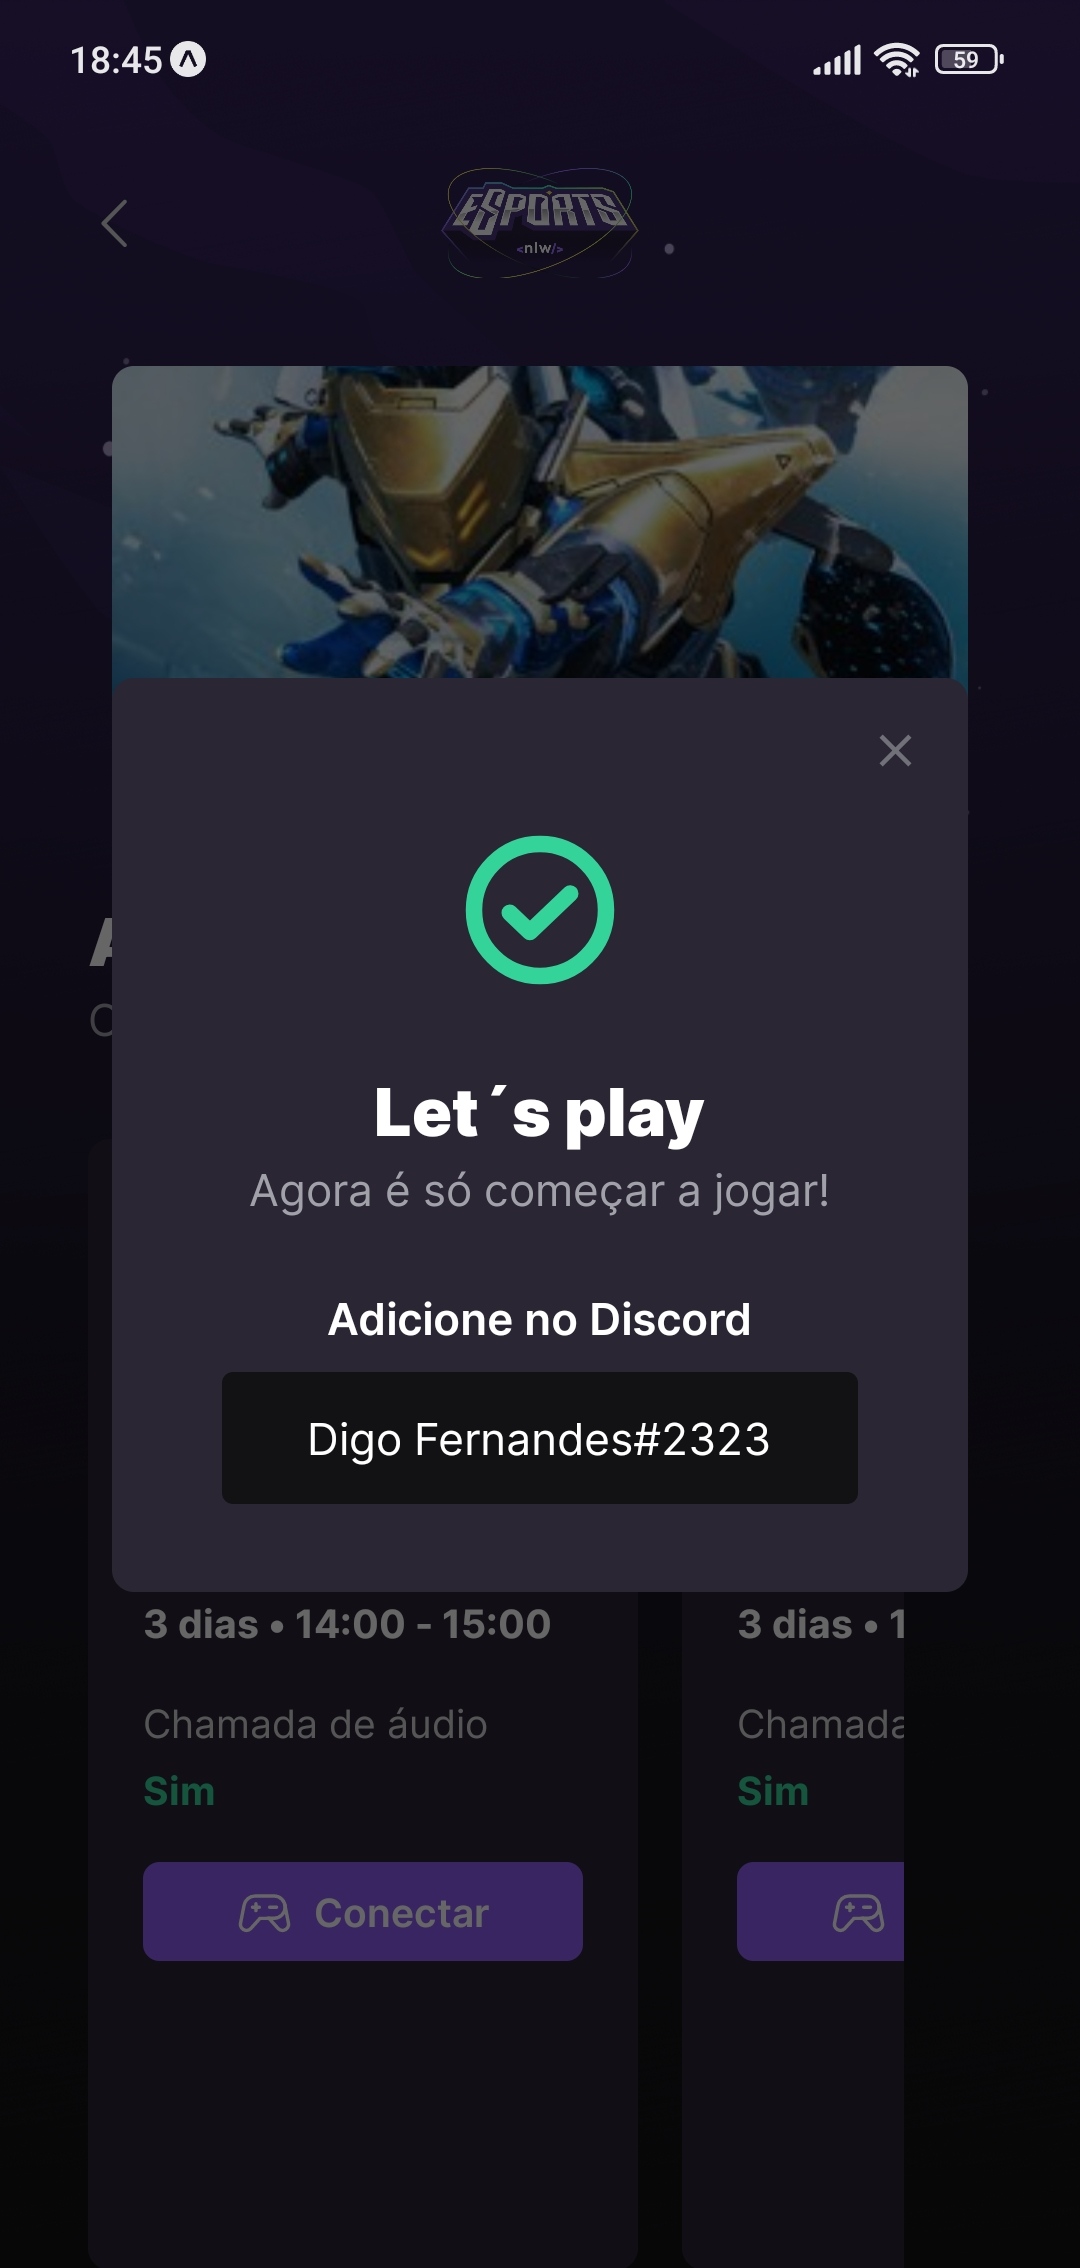 18:45
59
ESPORTS
<nlw/>
Let´s play
Agora é só começar a jogar!
Adicione no Discord
Digo Fernandes#2323
3 dias • 14:00 - 15:00
Chamada de áudio
Sim
Conectar
3 dias • 1
Chamada
Sim